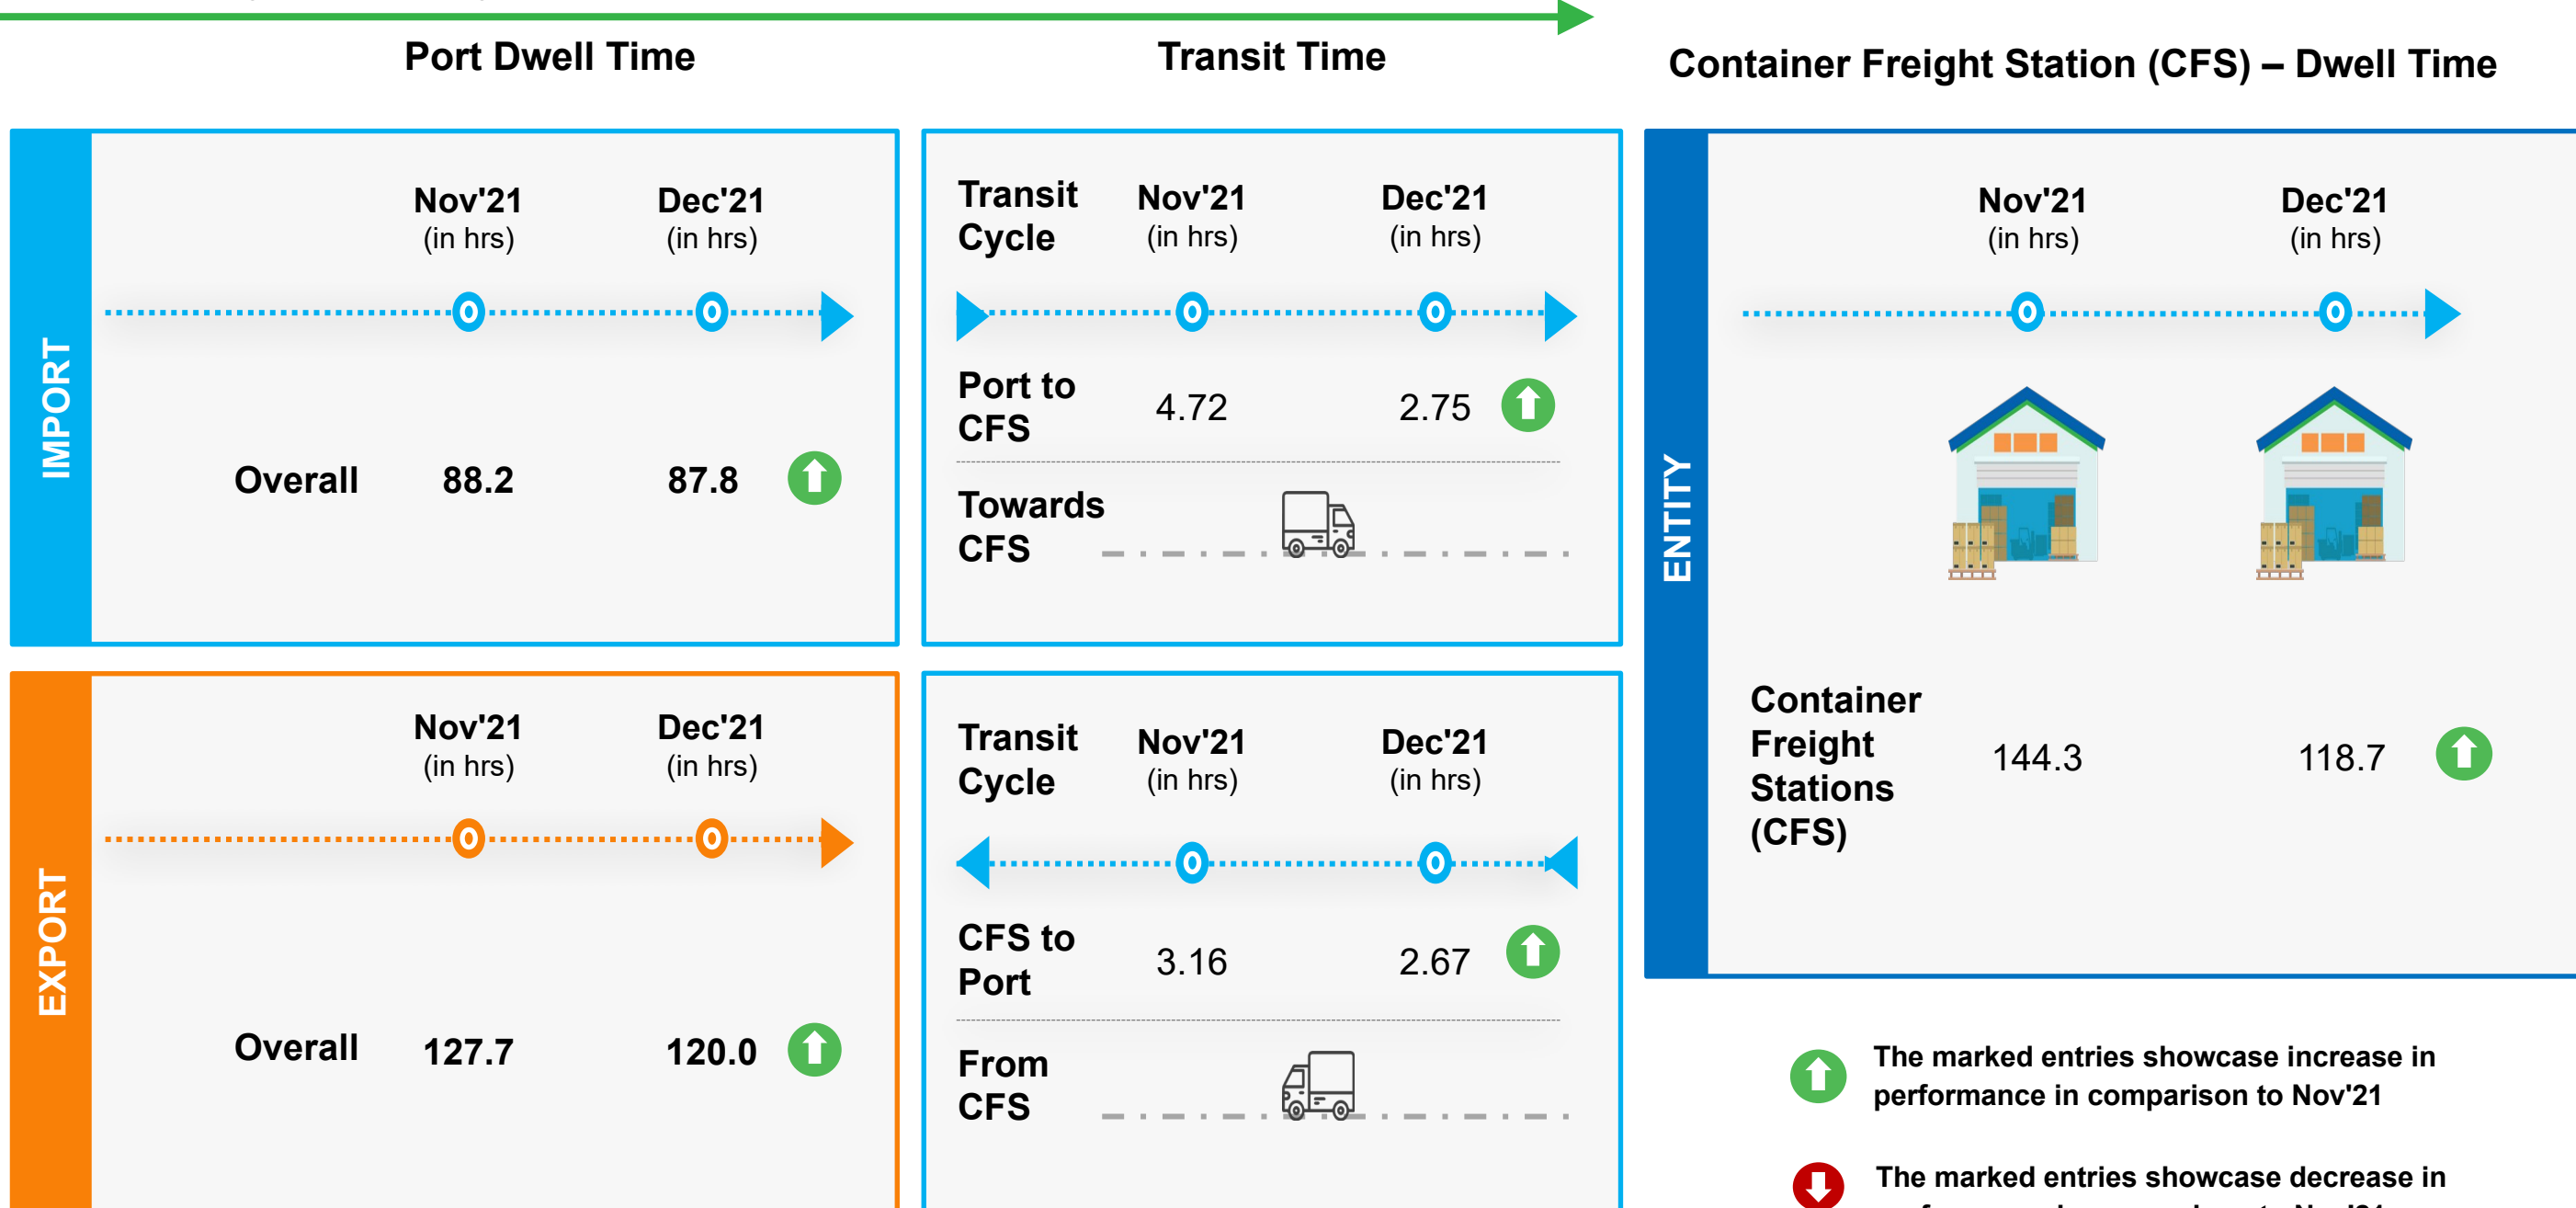 Port Dwell Time
Transit Time
Container Freight Station (CFS) – Dwell Time
IMPORT
Nov'21
(in hrs)
Dec'21
(in hrs)
Overall
88.2
87.8
Transit
Cycle
Nov'21
(in hrs)
Dec'21
(in hrs)
Port to
CFS
4.72
2.75
Towards
CFS
ENTITY
Nov'21
(in hrs)
Dec'21
(in hrs)
Container
Freight
Stations
(CFS)
144.3
118.7
EXPORT
Nov'21
(in hrs)
Dec'21
(in hrs)
Overall
127.7
120.0
Transit
Cycle
Nov'21
(in hrs)
Dec'21
(in hrs)
CFS to
Port
3.16
2.67
From
CFS
The marked entries showcase increase in
performance in comparison to Nov'21
The marked entries showcase decrease in